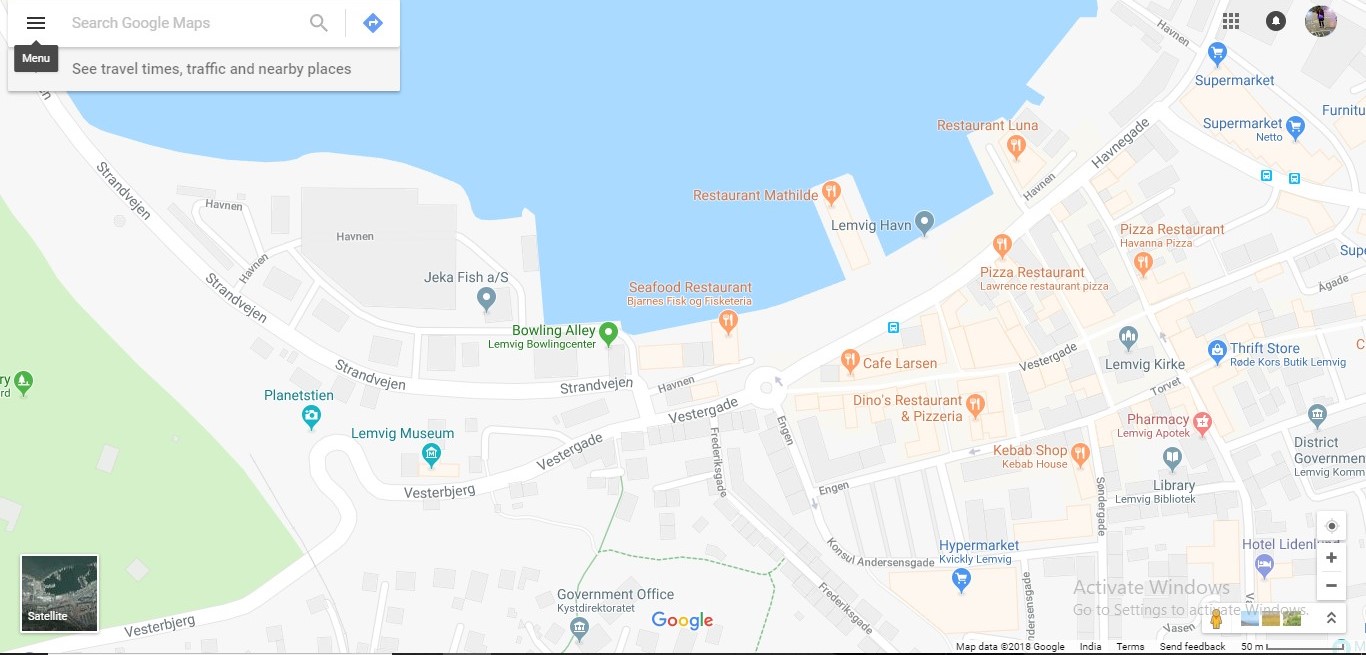 Search Google Maps
Menu
See travel times, traffic and nearby places
Havnen
Supermarket
Furnitu
Supermarket
Netto
Restaurant Luna
Havnegade
Strandvejen
Restaurant Mathilde
Havnen
Havnen
Lemvig Havn
Pizza Restaurant
Havanna Pizza
Havnen
Supe
Havnen
Jeka Fish a/S
Pizza Restaurant
Lawrence restaurant pizza
Ågade
Strandvejen
Seafood Restaurant
Bjarnes Fisk og Fisketeria
Bowling Alley
Lemvig Bowlingcenter
Cafe Larsen
Vestergade
Lemvig Kirke
Thrift Store
Røde Kors Butik Lemvig
Strandvejen
Strandvejen
Havnen
Torvet
ry
rd
Planetstien
Vestergade
Dino's Restaurant
& Pizzeria
Pharmacy
Lemvig Apotek
Lemvig Museum
Vestergade
Frederiksgade
Engen
Kebab Shop
Kebab House
District
Governmen
Lemvig Komm
Vesterbjerg
Engen
Library
Lemvig Bibliotek
Søndergade
Hypermarket
Kvickly Lemvig
Hotel Lidenlund
Konsul Andersensgade
Government Office
Kystdirektoratet
Frederiksgade
ndersensgade
Activate Windows
Go to Settings to activate Windows.
Satellite
Google
Vesterbjerg
Vasen
Map data ©2018 Google
India
Terms
Send feedback
50 m